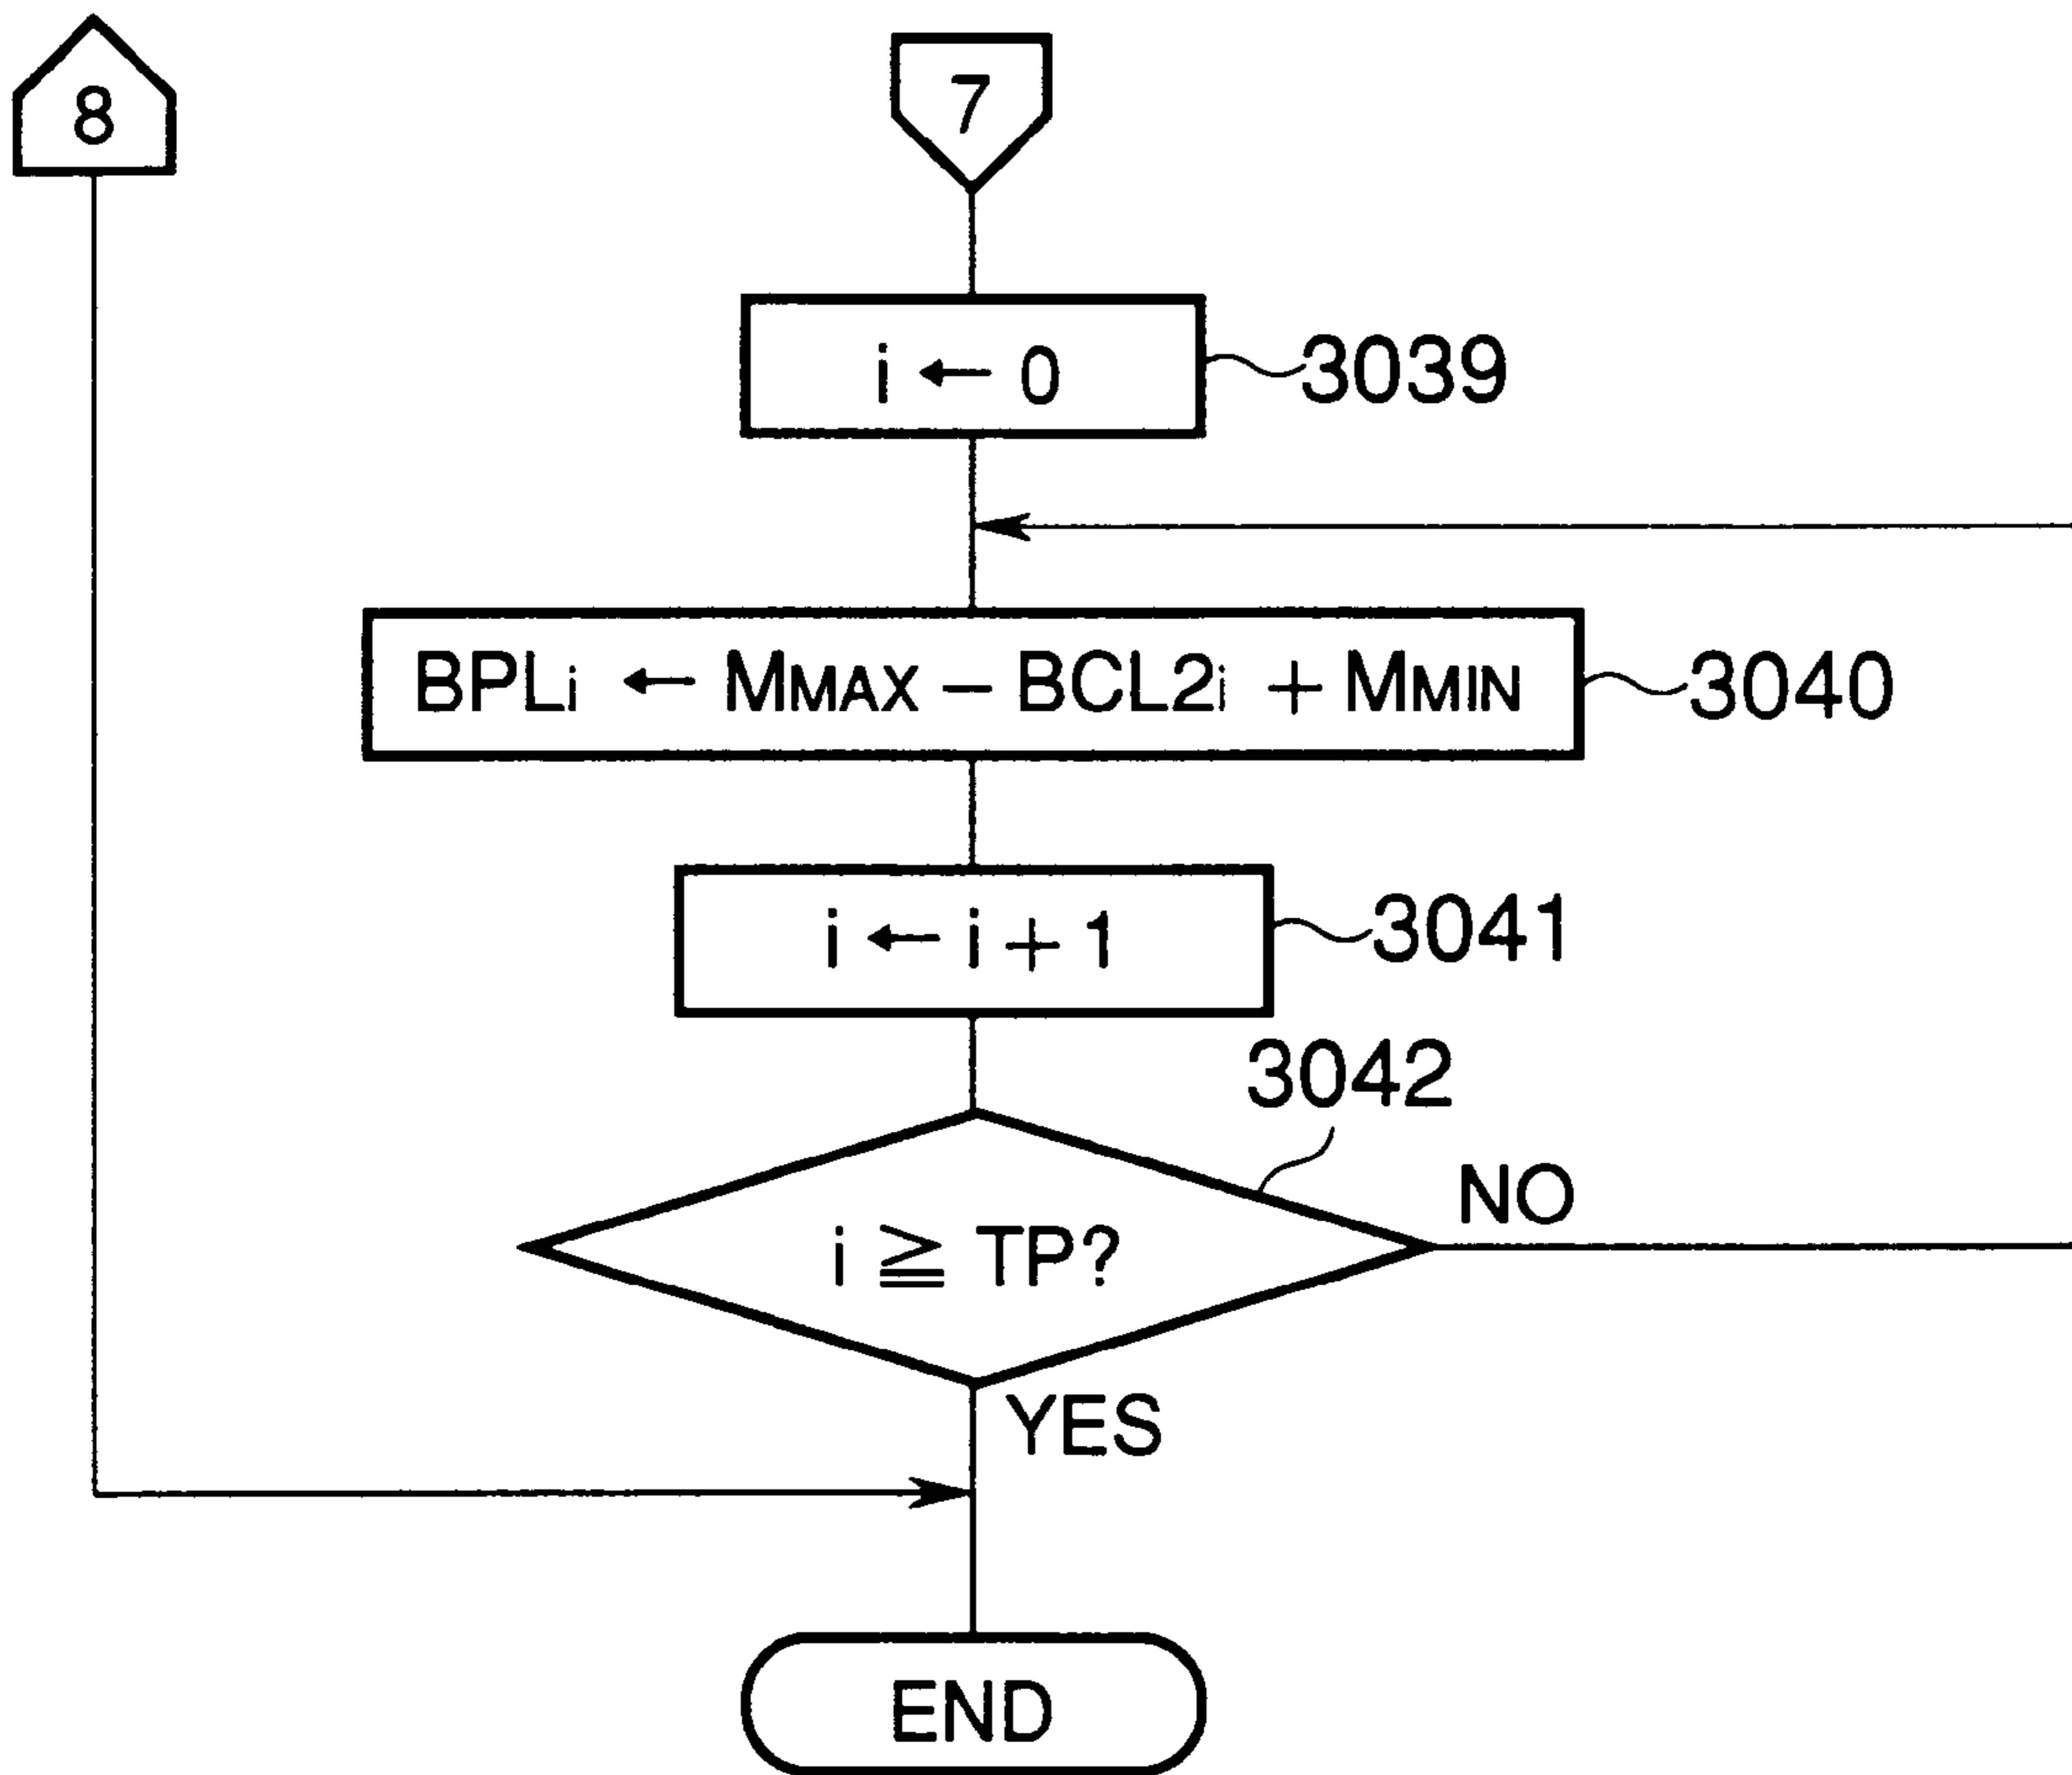 8
7
i ← 0
3039
BPLi ← MMAX − BCL2i + MMIN
3040
i ← i + 1
3041
3042
i ≧ TP?
NO
YES
END